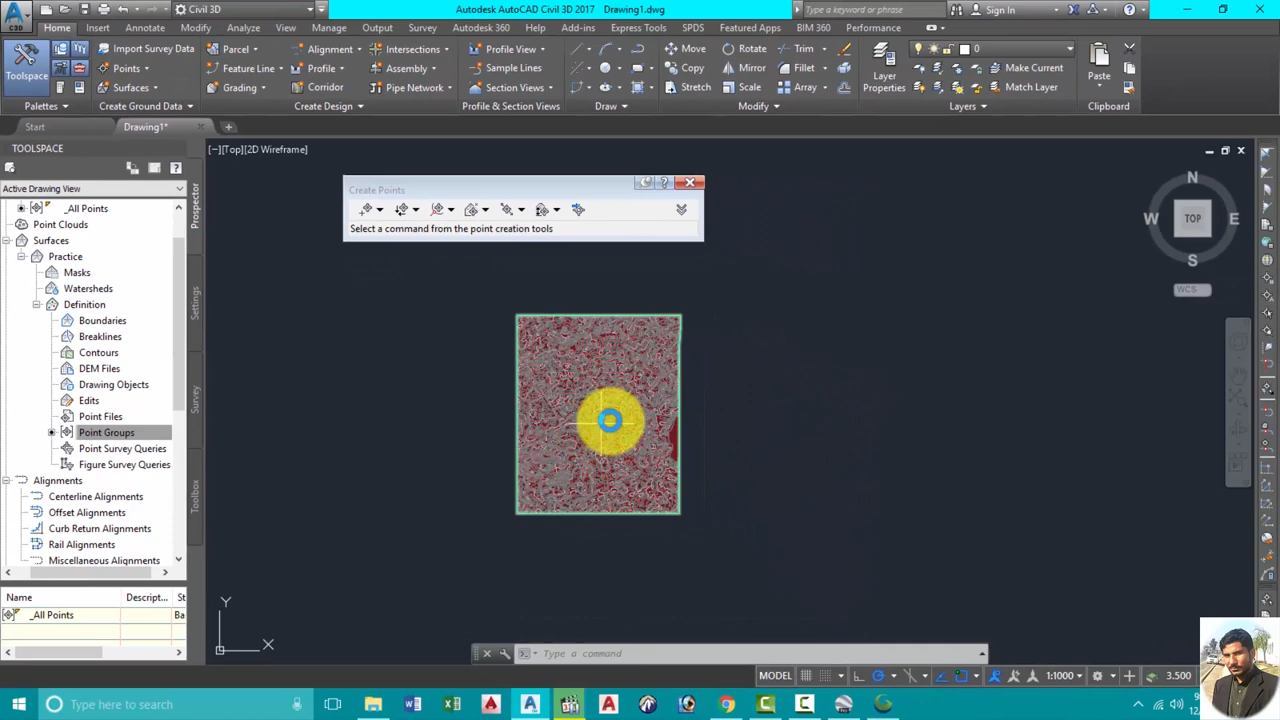 Civil 3D
Autodesk AutoCAD Civil 3D 2017 Drawing1.dwg
Type a keyword or phrase
Sign In
Home Insert Annotate Modify Analyze View Manage Output Survey Autodesk 360 Help Add-ins Express Tools SPDS Featured Apps BIM 360 Performance
Toolspace
Import Survey Data
Points
Surfaces
Parcel
Feature Line
Grading
Alignment
Profile
Corridor
Intersections
Assembly
Pipe Network
Profile View
Sample Lines
Section Views
Move
Copy
Stretch
Rotate
Mirror
Scale
Trim
Fillet
Array
Layer
Properties
0
Make Current
Match Layer
Paste
Palettes Create Ground Data Create Design Profile & Section Views Draw Modify Layers Clipboard
Start Drawing1*
TOOLSPACE
Active Drawing View
_All Points
Point Clouds
Surfaces
Practice
Masks
Watersheds
Definition
Boundaries
Breaklines
Contours
DEM Files
Drawing Objects
Edits
Point Files
Point Groups
Point Survey Queries
Figure Survey Queries
Alignments
Centerline Alignments
Offset Alignments
Curb Return Alignments
Rail Alignments
Miscellaneous Alignments
Name Descript... St
_All Points Ba
Prospector
Settings
Survey
Toolbox
[−][Top][2D Wireframe]
Create Points
Select a command from the point creation tools
N
W TOP E
S
WCS
Y
X
Type a command
MODEL 1:1000 3.500
Type here to search